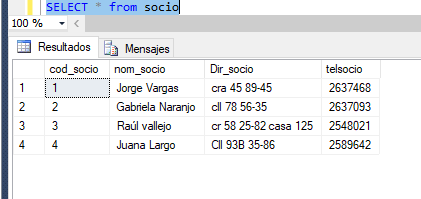 SELECT * from socio
100 %
Resultados Mensajes
cod_socio nom_socio Dir_socio telsocio
1 1 Jorge Vargas cra 45 89-45 2637468
2 2 Gabriela Naranjo cll 78 56-35 2637093
3 3 Raúl vallejo cr 58 25-82 casa 125 2548021
4 4 Juana Largo Cll 93B 35-86 2589642